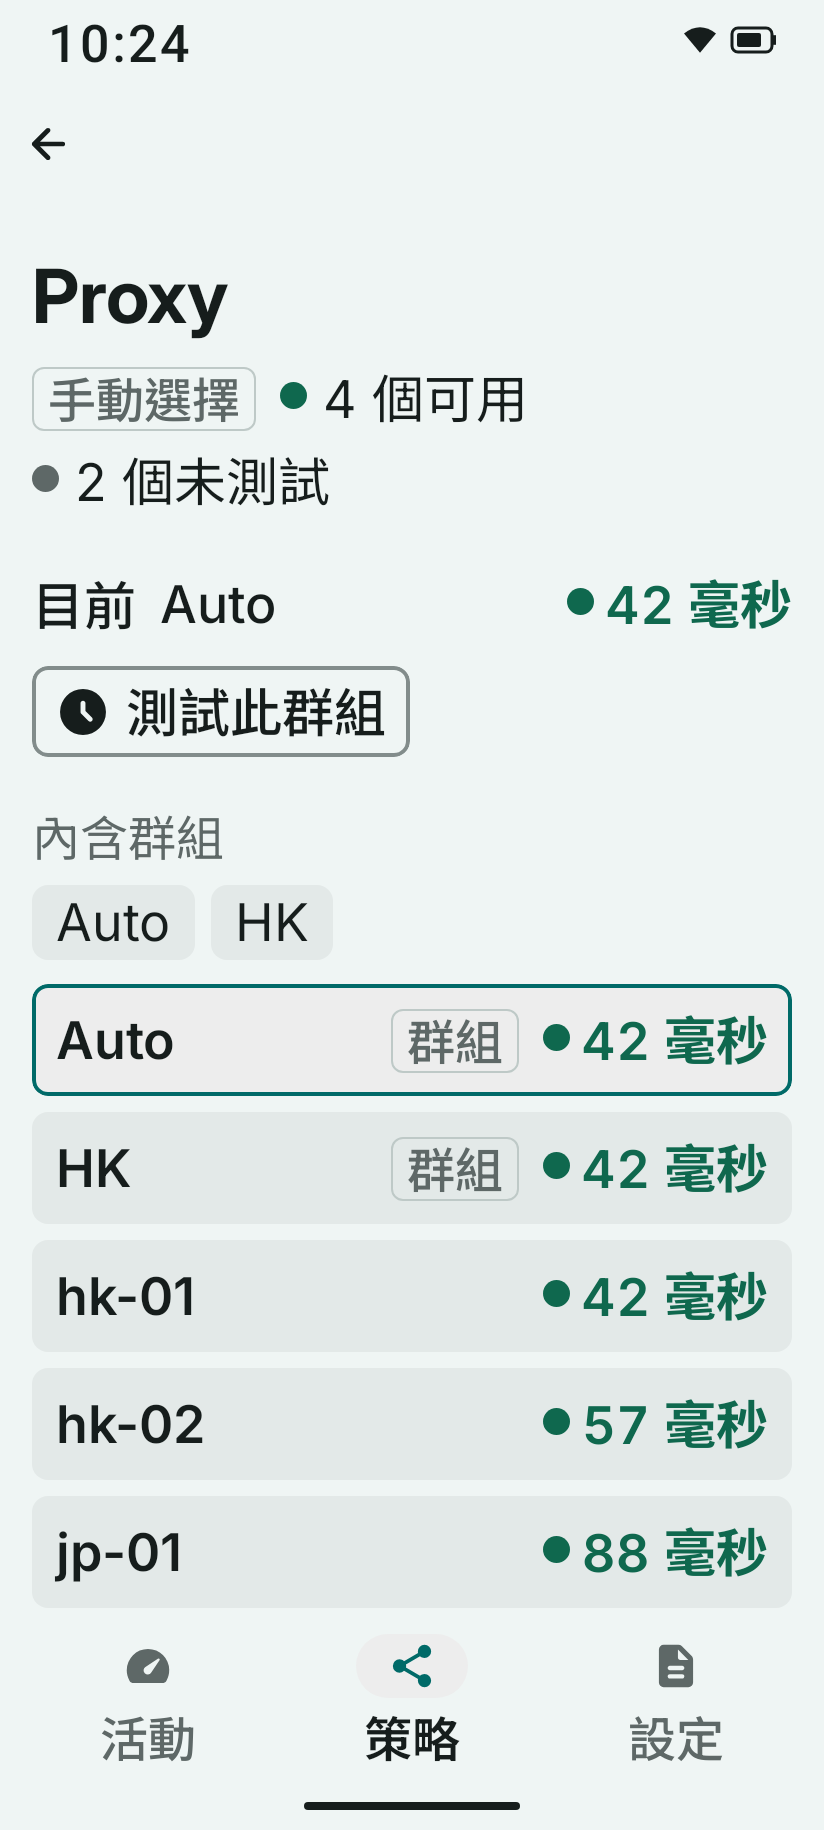 10:24
Proxy
手動選擇 4 個可用
2 個未測試
目前 Auto 42 毫秒
測試此群組
內含群組
Auto HK
Auto 群組 42 毫秒
HK 群組 42 毫秒
hk-01 42 毫秒
hk-02 57 毫秒
jp-01 88 毫秒
活動 策略 設定